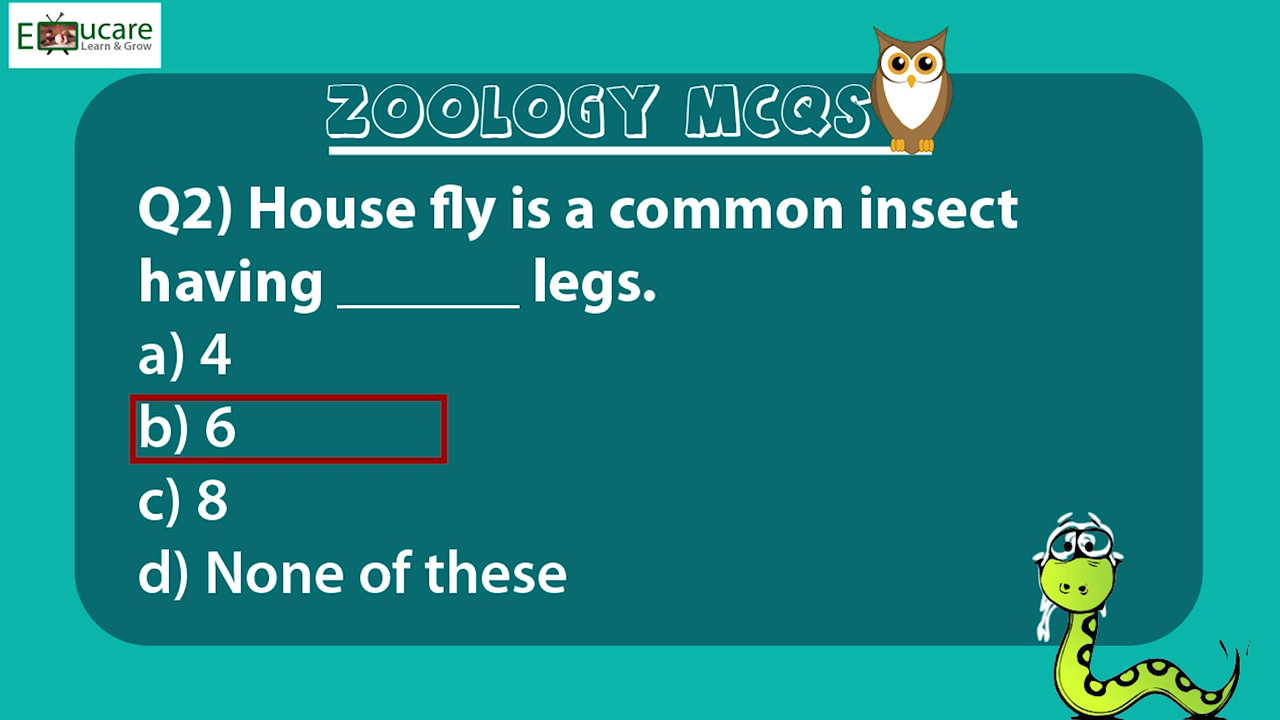 Educare
Learn & Grow
ZOOLOGY MCQS
Q2) House fly is a common insect
having ______ legs.
a) 4
b) 6
c) 8
d) None of these